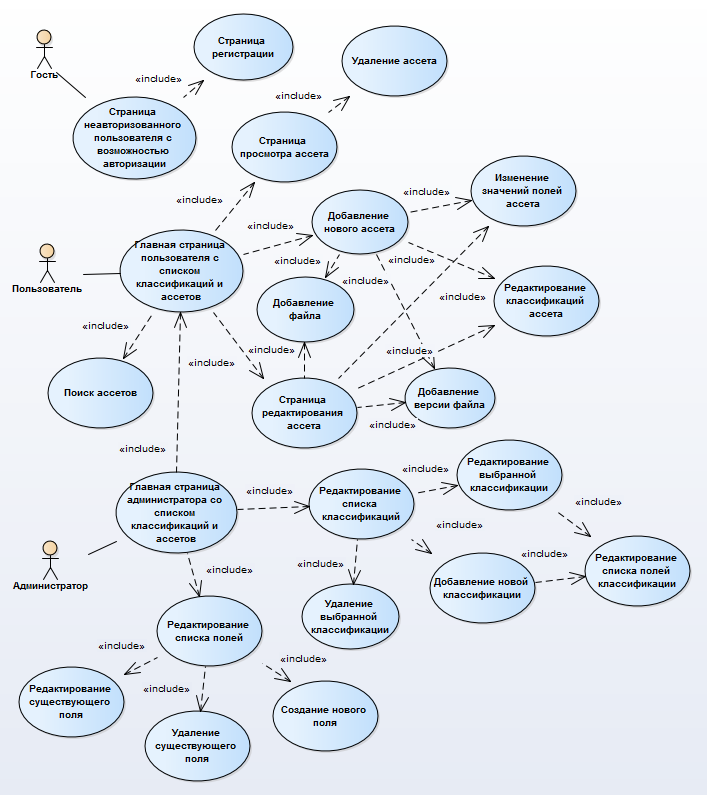 Страница
регистрации
Удаление ассета
Гость
«include»
«include»
Страница
неавторизованного
пользователя с
возможностью
авторизации
Страница
просмотра ассета
Изменение
значений полей
ассета
«include»
«include»
«include»
Добавление
нового ассета
Главная страница
пользователя с
списком
классификаций и
ассетов
Пользователь
«include»
«include»
«include»
Редактирование
классификаций
ассета
Добавление
файла
«include»
«include»
«include»
«include»
Поиск ассетов
Страница
редактирования
ассета
Добавление
версии файла
«include»
«include»
Главная страница
администратора со
списком
классификаций и
ассетов
«include»
Редактирование
списка
классификаций
«include»
Редактирование
выбранной
классификации
«include»
«include»
Администратор
«include»
«include»
«include»
Добавление новой
классификации
Редактирование
списка полей
классификации
Удаление
выбранной
классификации
Редактирование
списка полей
«include»
«include»
«include»
Редактирование
существующего
поля
Удаление
существующего
поля
Создание нового
поля